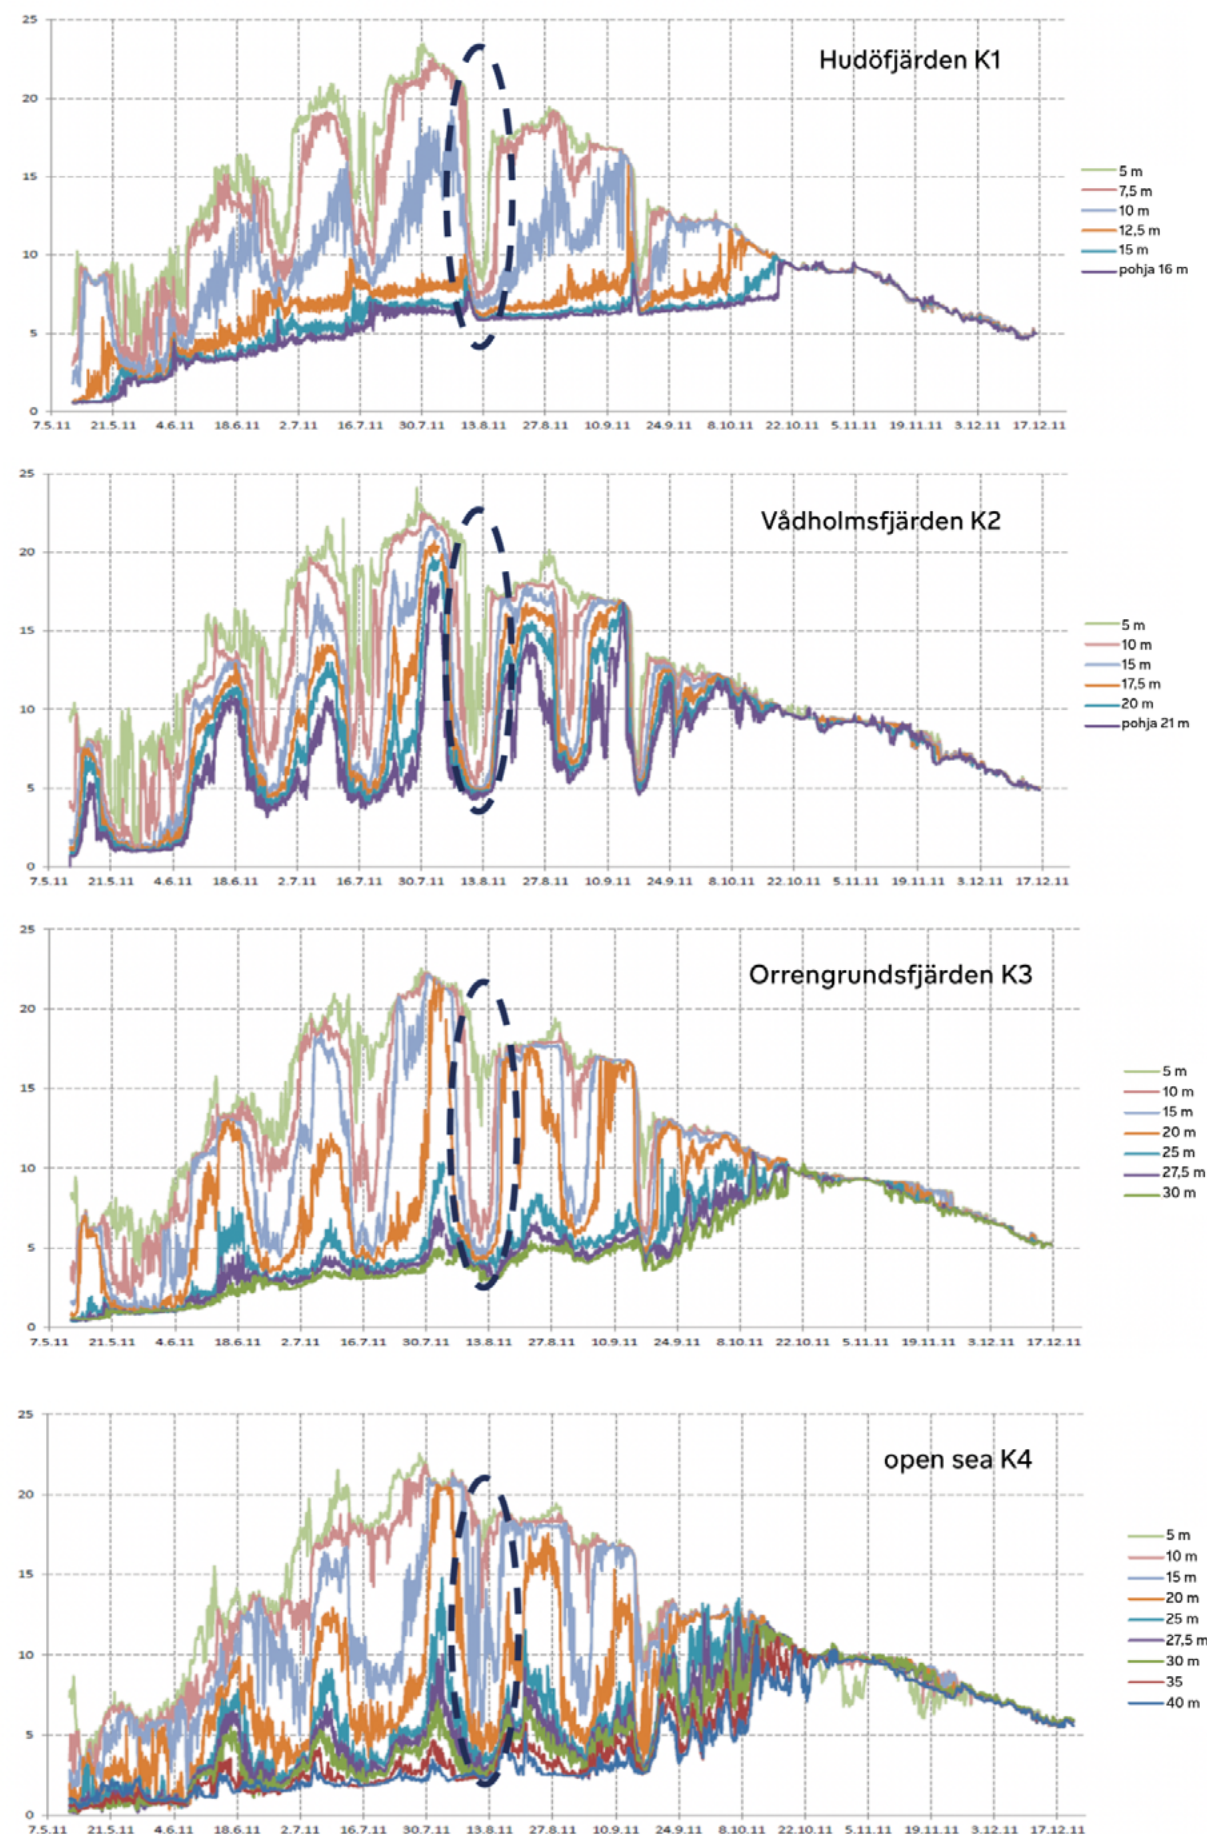 25
Hudöfjärden K1
20
5 m
7,5 m
15
10 m
12,5 m
15 m
10
pohja 16 m
5
0
7.5.11 21.5.11 4.6.11 18.6.11 2.7.11 16.7.11 30.7.11 13.8.11 27.8.11 10.9.11 24.9.11 8.10.11 22.10.11 5.11.11 19.11.11 3.12.11 17.12.11
25
Vådholmsfjärden K2
20
5 m
15
10 m
15 m
17,5 m
20 m
10
pohja 21 m
5
0
7.5.11 21.5.11 4.6.11 18.6.11 2.7.11 16.7.11 30.7.11 13.8.11 27.8.11 10.9.11 24.9.11 8.10.11 22.10.11 5.11.11 19.11.11 3.12.11 17.12.11
25
Orrengrundsfjärden K3
20
5 m
15
10 m
15 m
20 m
25 m
10
27,5 m
30 m
5
0
7.5.11 21.5.11 4.6.11 18.6.11 2.7.11 16.7.11 30.7.11 13.8.11 27.8.11 10.9.11 24.9.11 8.10.11 22.10.11 5.11.11 19.11.11 3.12.11 17.12.11
25
open sea K4
20
5 m
10 m
15
15 m
20 m
25 m
27,5 m
10
30 m
35
40 m
5
0
7.5.11 21.5.11 4.6.11 18.6.11 2.7.11 16.7.11 30.7.11 13.8.11 27.8.11 10.9.11 24.9.11 8.10.11 22.10.11 5.11.11 19.11.11 3.12.11 17.12.11